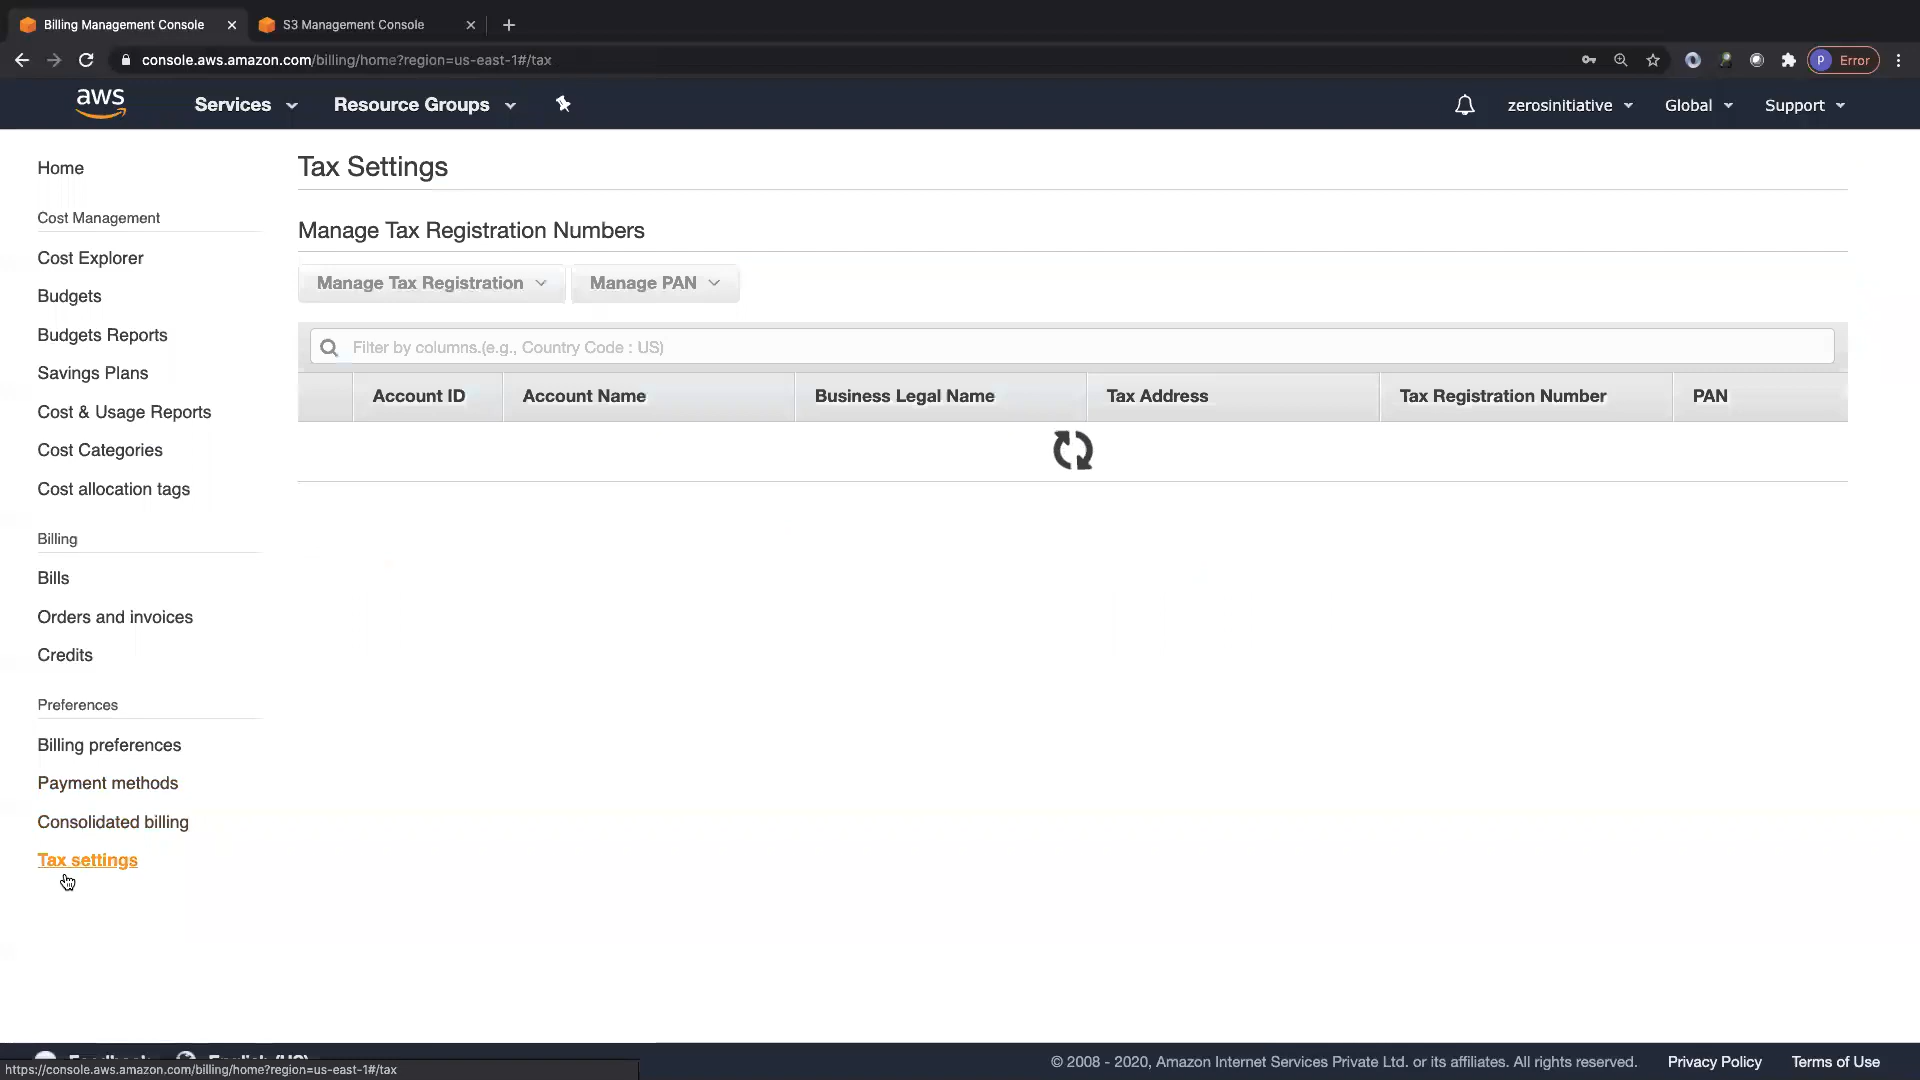 Billing Management Console
S3 Management Console
console.aws.amazon.com/billing/home?region=us-east-1#/tax
P Error
aws
Services
Resource Groups
zerosinitiative
Global
Support
Home
Cost Management
Cost Explorer
Budgets
Budgets Reports
Savings Plans
Cost & Usage Reports
Cost Categories
Cost allocation tags
Billing
Bills
Orders and invoices
Credits
Preferences
Billing preferences
Payment methods
Consolidated billing
Tax settings
Tax Settings
Manage Tax Registration Numbers
Manage Tax Registration
Manage PAN
Filter by columns.(e.g., Country Code : US)
Account ID
Account Name
Business Legal Name
Tax Address
Tax Registration Number
PAN
Feedback
English (US)
https://console.aws.amazon.com/billing/home?region=us-east-1#/tax
© 2008 - 2020, Amazon Internet Services Private Ltd. or its affiliates. All rights reserved.
Privacy Policy
Terms of Use